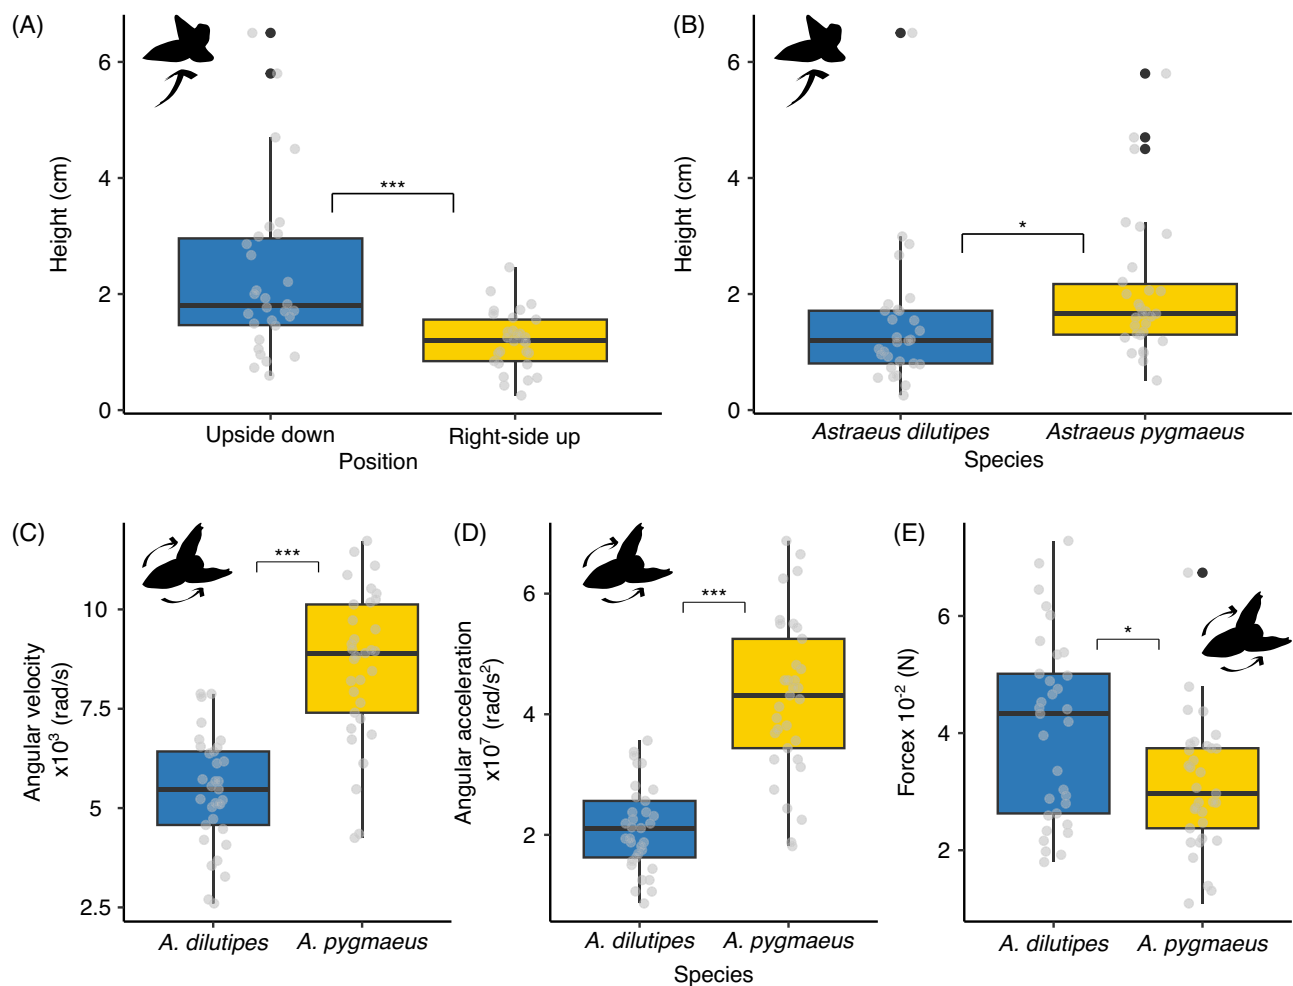 (A)
6
4
2
0
Height (cm)
***
Upside down
Right-side up
Position
(B)
6
4
2
0
Height (cm)
*
Astraeus dilutipes
Astraeus pygmaeus
Species
(C)
10
7.5
5
2.5
Angular velocity
x10³ (rad/s)
***
A. dilutipes
A. pygmaeus
(D)
6
4
2
Angular acceleration
x10⁷ (rad/s²)
***
A. dilutipes
A. pygmaeus
Species
(E)
6
4
2
Forcex 10⁻² (N)
*
A. dilutipes
A. pygmaeus